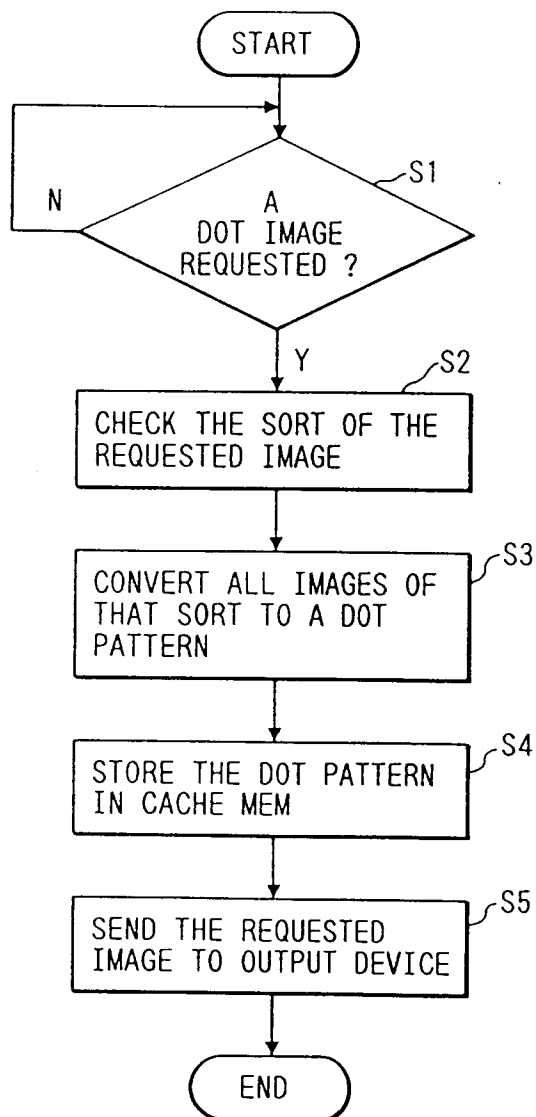 START
S1
N
A
DOT IMAGE
REQUESTED ?
Y
S2
CHECK THE SORT OF THE
REQUESTED IMAGE
S3
CONVERT ALL IMAGES OF
THAT SORT TO A DOT
PATTERN
S4
STORE THE DOT PATTERN
IN CACHE MEM
S5
SEND THE REQUESTED
IMAGE TO OUTPUT DEVICE
END